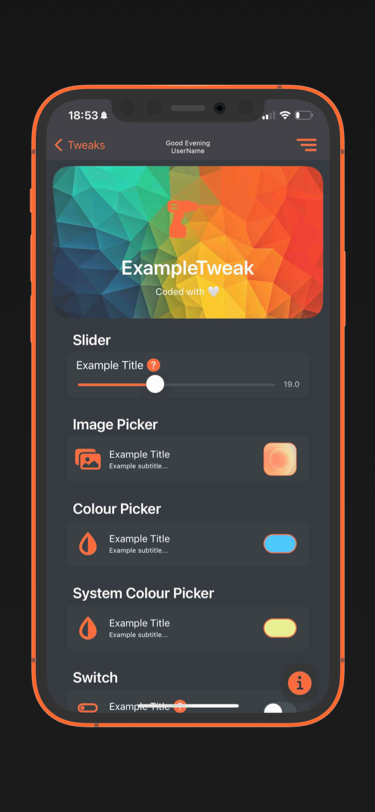 18:53
Tweaks
Good Evening
UserName
ExampleTweak
Coded with 🤍
Slider
Example Title ?
19.0
Image Picker
Example Title
Example subtitle...
Colour Picker
Example Title
Example subtitle...
System Colour Picker
Example Title
Example subtitle...
Switch
i
Example Title ?